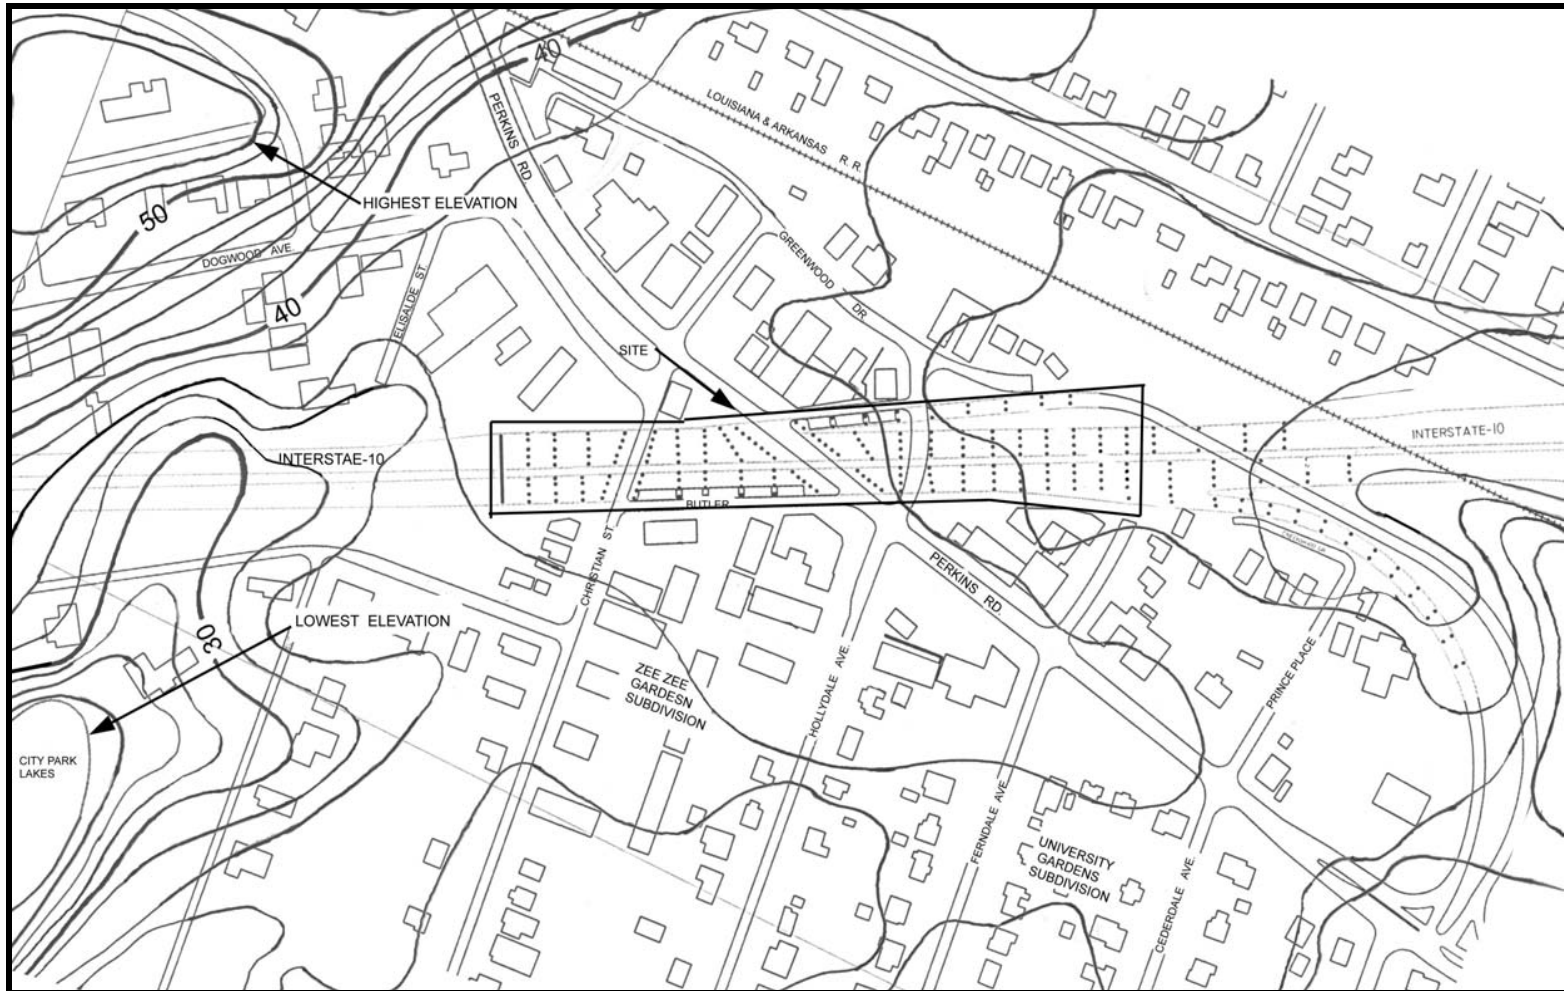 40
PERKINS
RD.
LOUISIANA & ARKANSAS R. R.
HIGHEST ELEVATION
50
DOGWOOD AVE.
GREENWOOD
DR
40
ELISALDE ST.
SITE
INTERSTAE-10
INTERSTATE-10
BUTLER
CHRISTIAN ST.
PERKINS RD.
LOWEST ELEVATION
30
ZEE ZEE
GARDESN
SUBDIVISION
HOLLYDALE AVE.
PRINCE PLACE
CITY PARK
LAKES
FERNDALE AVE.
UNIVERSITY
GARDENS
SUBDIVISION
CEDERDALE AVE.